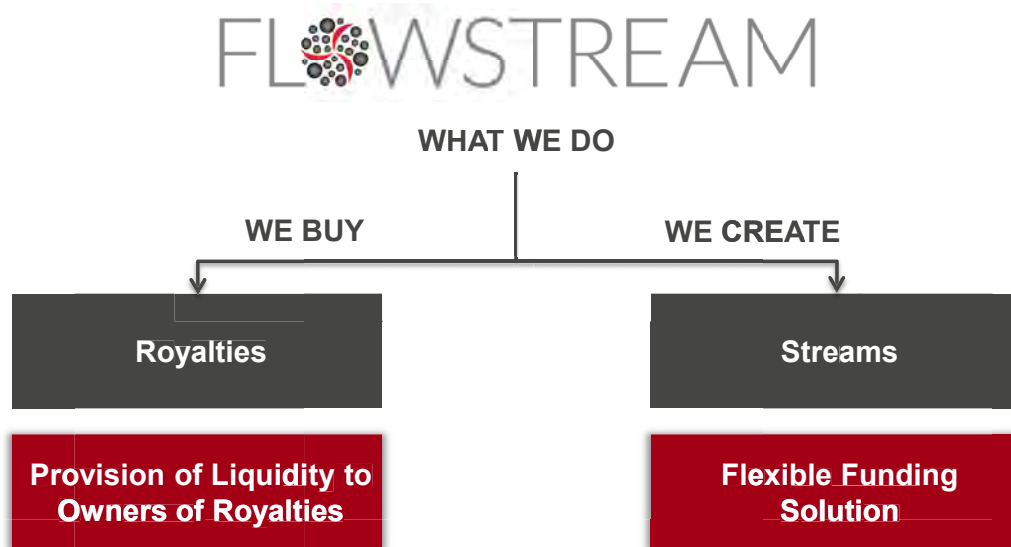 FLOWSTREAM
WHAT WE DO
WE BUY
WE CREATE
Royalties
Streams
Provision of Liquidity to
Owners of Royalties
Flexible Funding
Solution